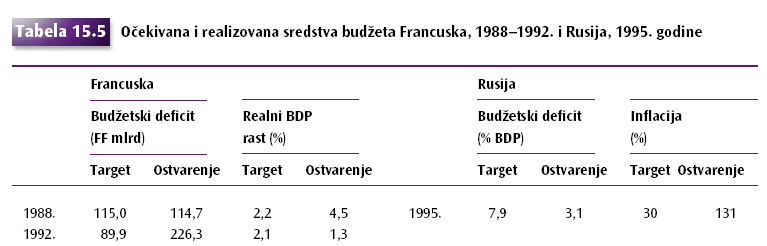 Tabela 15.5 Očekivana i realizovana sredstva budžeta Francuska, 1988–1992. i Rusija, 1995. godine
Francuska Rusija
Budžetski deficit Realni BDP Budžetski deficit Inflacija
(FF mlrd) rast (%) (% BDP) (%)
Target Ostvarenje Target Ostvarenje Target Ostvarenje Target Ostvarenje
1988. 115,0 114,7 2,2 4,5 1995. 7,9 3,1 30 131
1992. 89,9 226,3 2,1 1,3